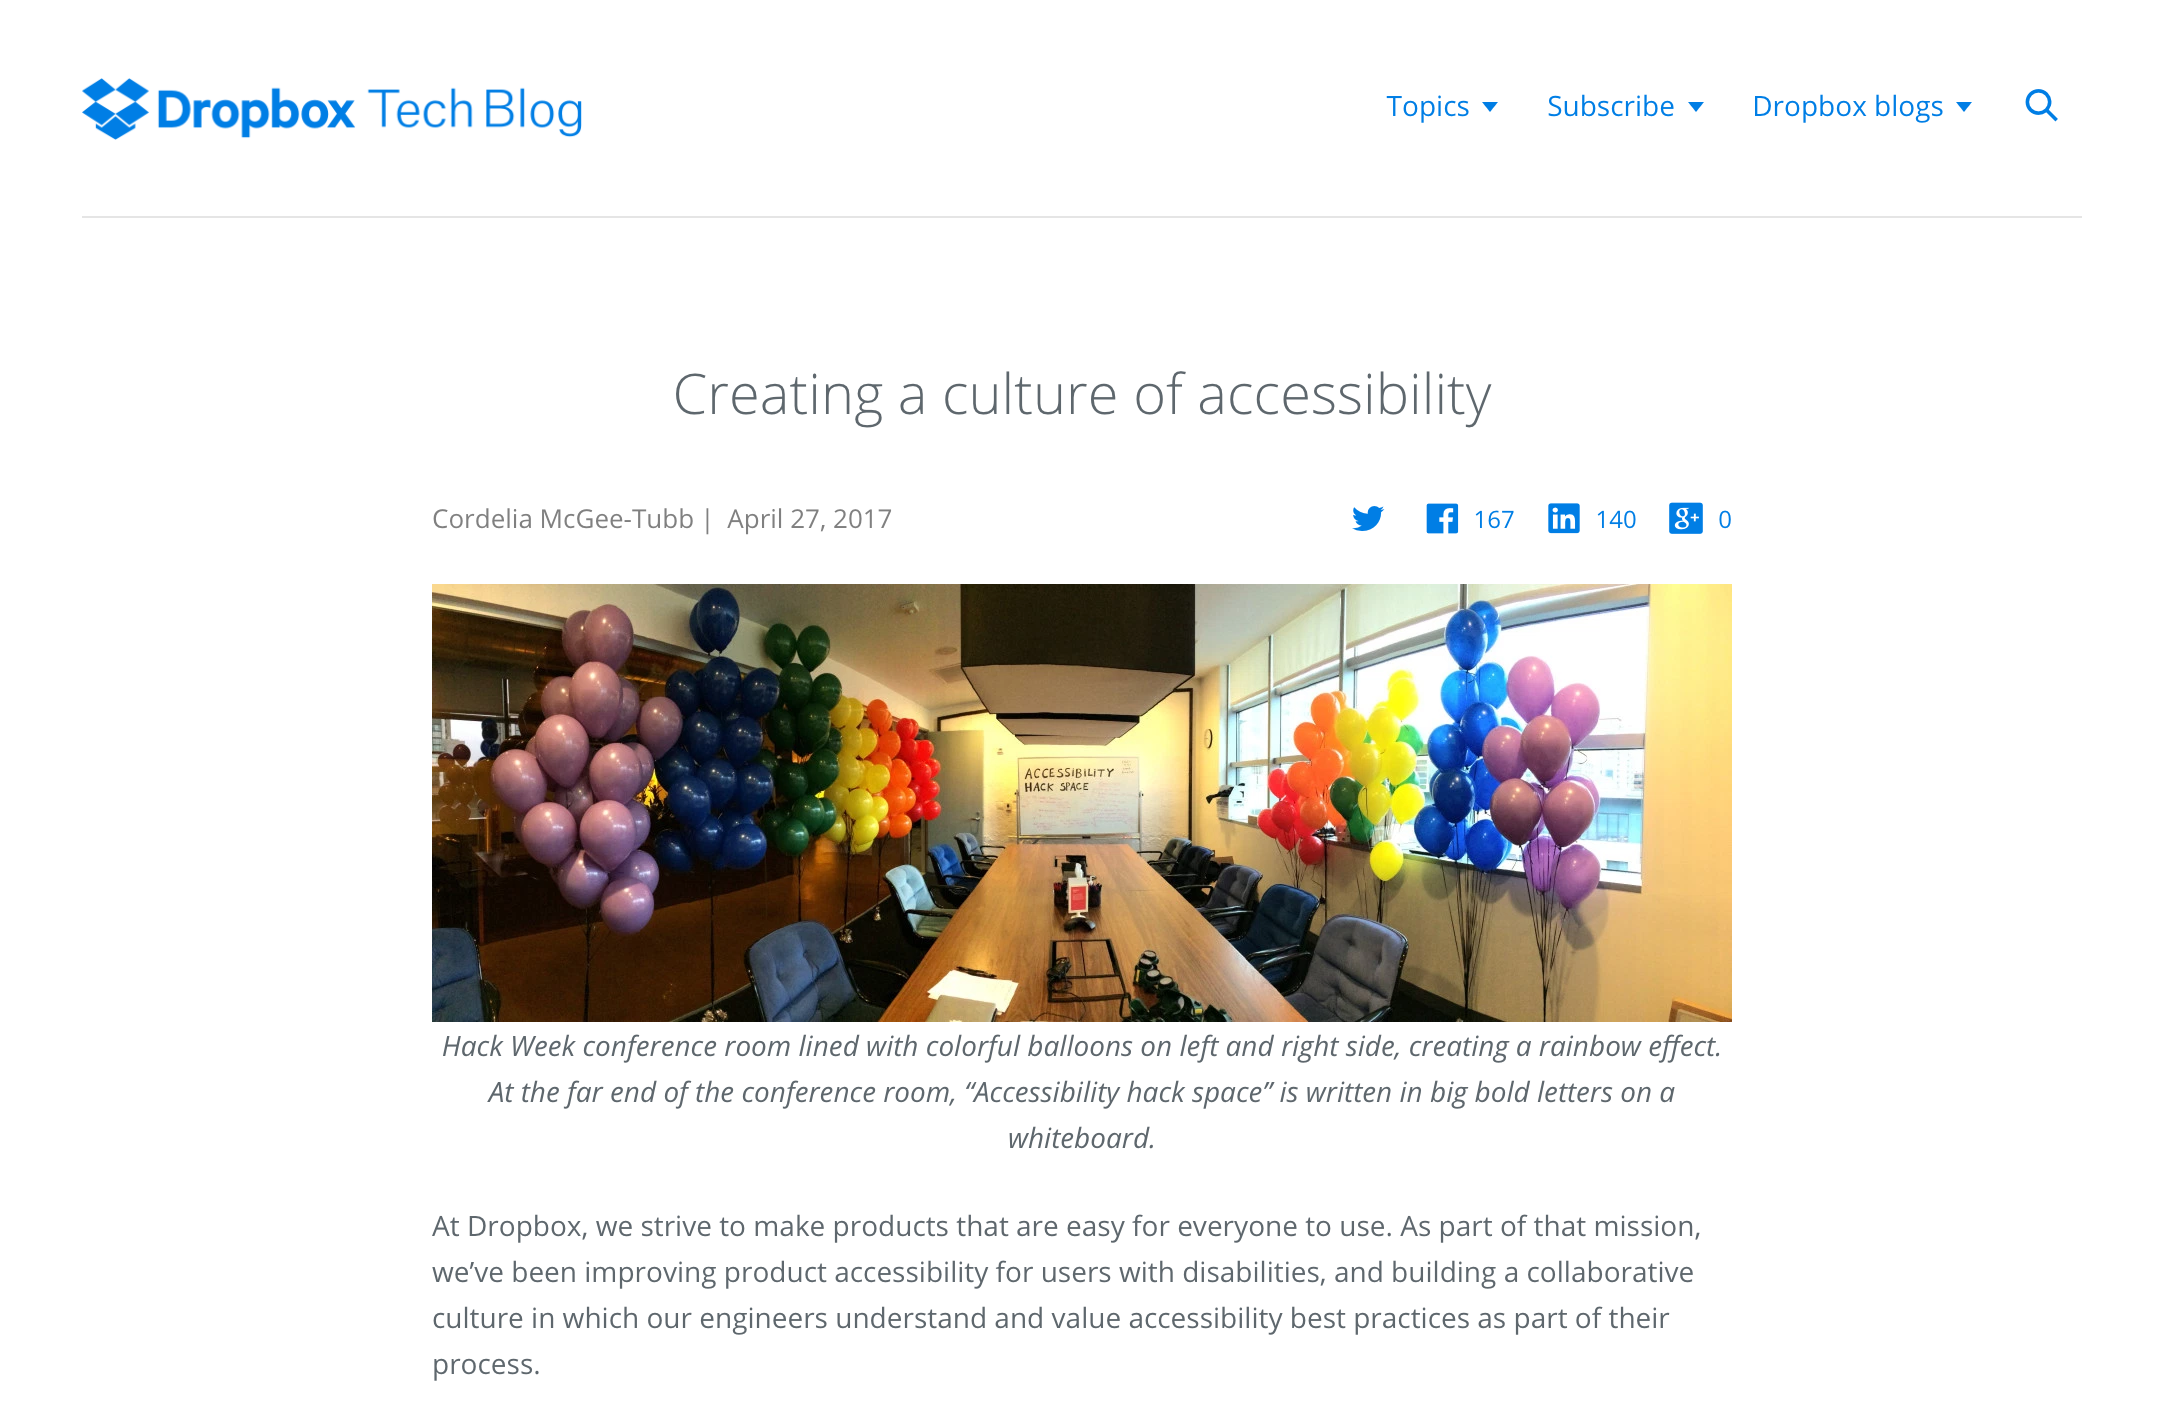 Dropbox Tech Blog
Topics
Subscribe
Dropbox blogs
Creating a culture of accessibility
Cordelia McGee-Tubb | April 27, 2017
167
140
0
ACCESSIBILITY
HACK SPACE
Hack Week conference room lined with colorful balloons on left and right side, creating a rainbow effect.
At the far end of the conference room, “Accessibility hack space” is written in big bold letters on a
whiteboard.
At Dropbox, we strive to make products that are easy for everyone to use. As part of that mission,
we’ve been improving product accessibility for users with disabilities, and building a collaborative
culture in which our engineers understand and value accessibility best practices as part of their
process.